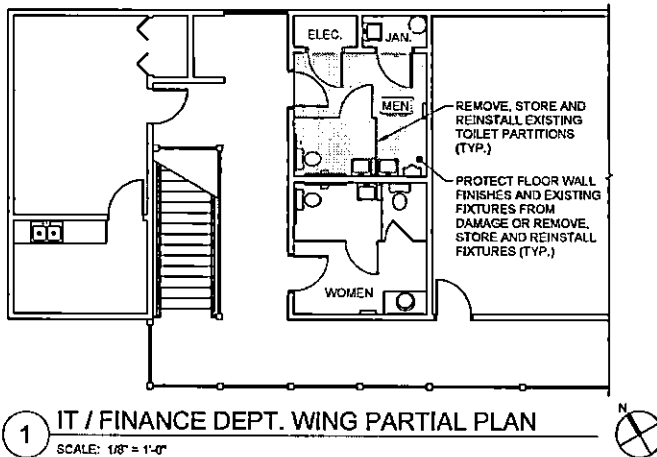 ELEC.
JAN.
MEN
REMOVE, STORE AND
REINSTALL EXISTING
TOILET PARTITIONS
(TYP.)
PROTECT FLOOR WALL
FINISHES AND EXISTING
FIXTURES FROM
DAMAGE OR REMOVE,
STORE AND REINSTALL
FIXTURES (TYP.)
WOMEN
1
IT / FINANCE DEPT. WING PARTIAL PLAN
SCALE: 1/8" = 1'-0"
N